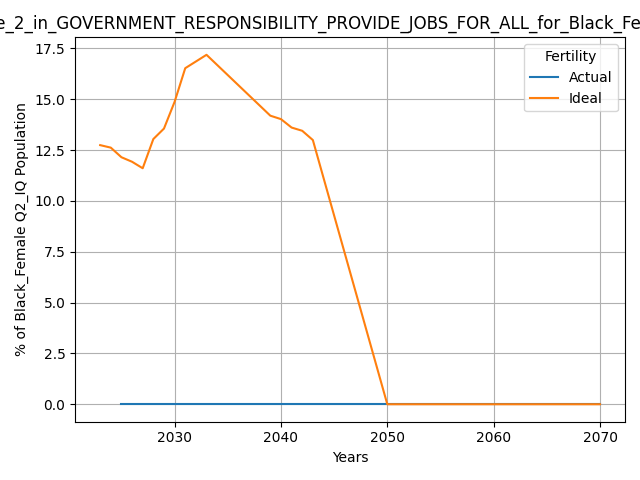 e_2_in_GOVERNMENT_RESPONSIBILITY_PROVIDE_JOBS_FOR_ALL_for_Black_Fe
Fertility
Actual
Ideal
17.5
15.0
12.5
10.0
7.5
5.0
2.5
0.0
% of Black_Female Q2_IQ Population
2030
2040
2050
2060
2070
Years